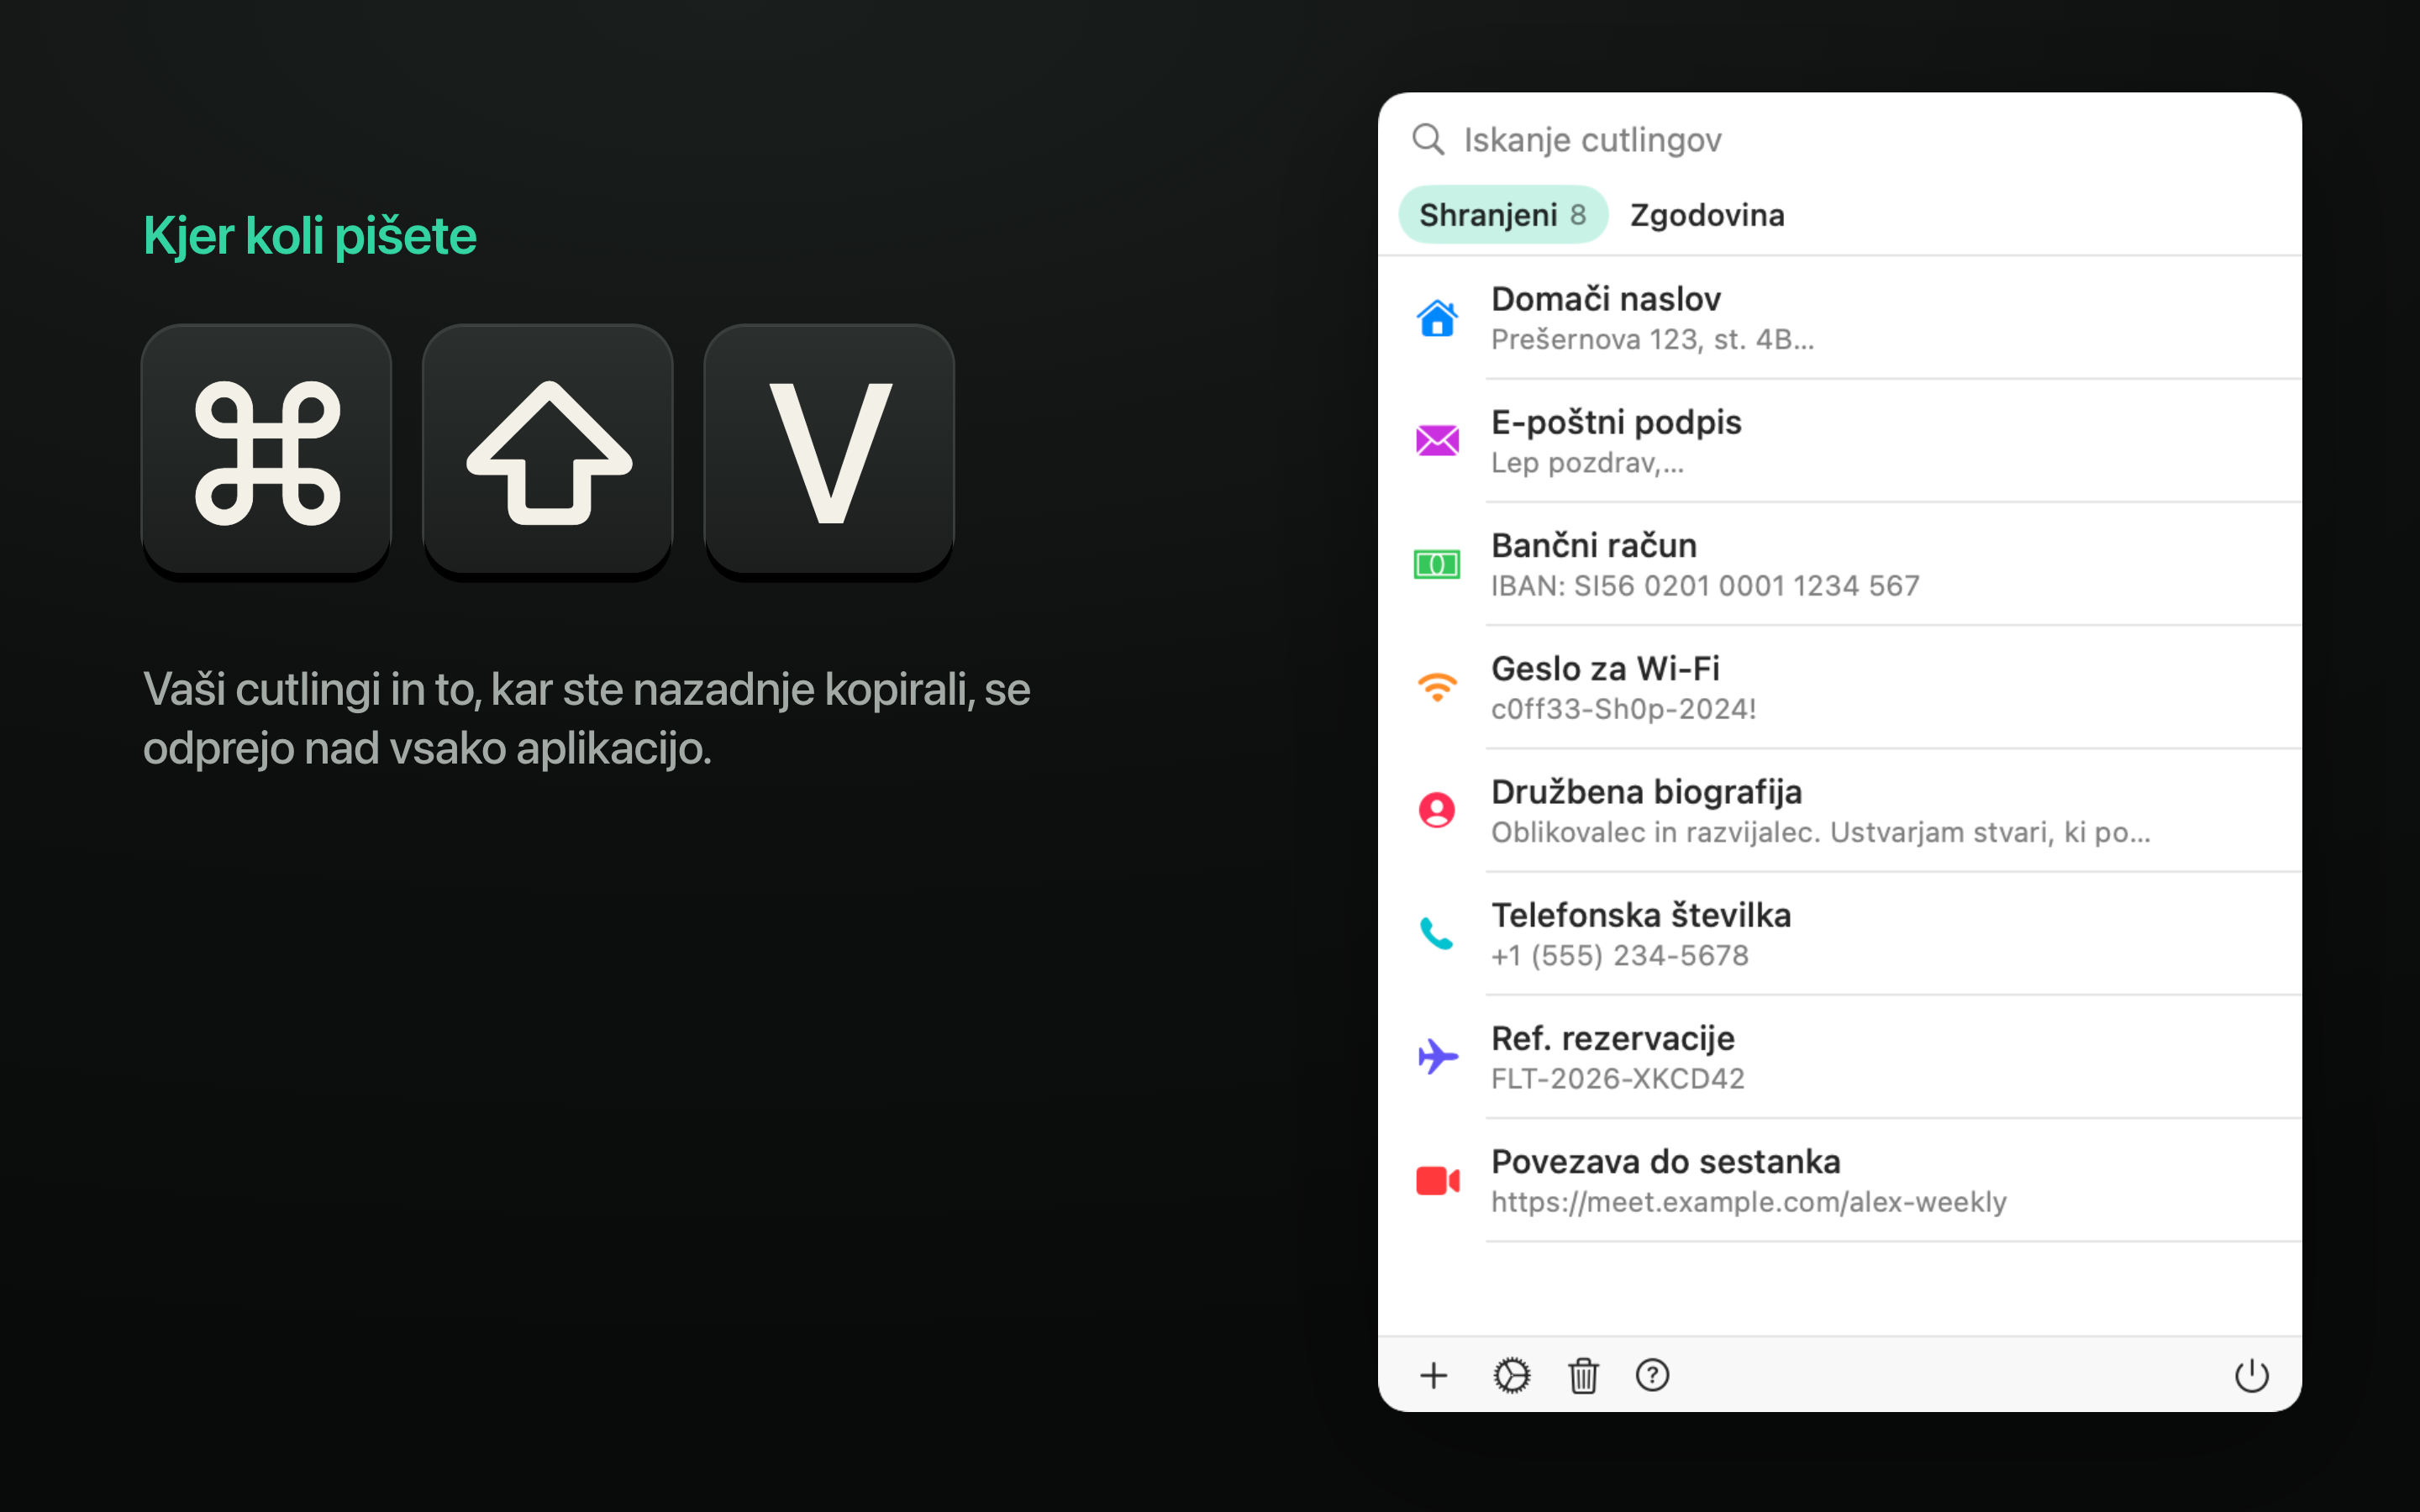 Kjer koli pišete
⌘ ⇧ V
Vaši cutlingi in to, kar ste nazadnje kopirali, se
odprejo nad vsako aplikacijo.
Iskanje cutlingov
Shranjeni 8 Zgodovina
Domači naslov
Prešernova 123, st. 4B...
E-poštni podpis
Lep pozdrav,...
Bančni račun
IBAN: SI56 0201 0001 1234 567
Geslo za Wi-Fi
c0ff33-Sh0p-2024!
Družbena biografija
Oblikovalec in razvijalec. Ustvarjam stvari, ki po...
Telefonska številka
+1 (555) 234-5678
Ref. rezervacije
FLT-2026-XKCD42
Povezava do sestanka
https://meet.example.com/alex-weekly